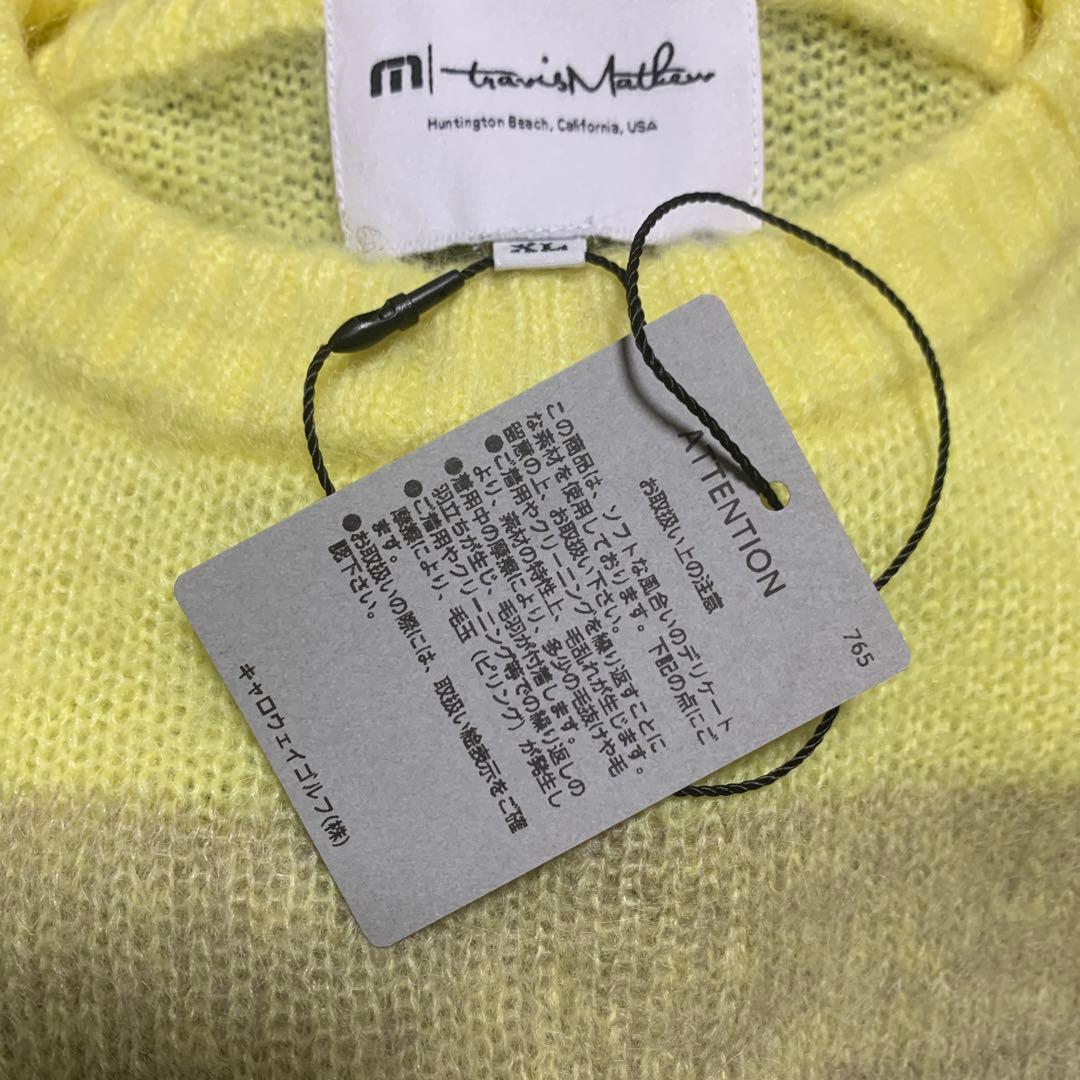 m | travisMathew
Huntington Beach, California, USA
XL
ATTENTION
765
お取扱い上の注意
この商品は、ソフトな風合いのデリケート
な素材を使用しております。下記の点にご
留意の上、お取扱い下さい。
●ご着用やクリーニングを繰り返すことに
より、素材の特性上、毛乱れが生じます。
●着用中の摩擦により、多少の毛抜けや毛
羽立ちが生じ、毛羽が付着します。
●ご着用やクリーニング等での繰り返しの
摩擦により、毛玉（ピリング）が発生し
ます。
●お取扱いの際には、取扱い絵表示をご確
認下さい。
キャロウェイゴルフ(株)